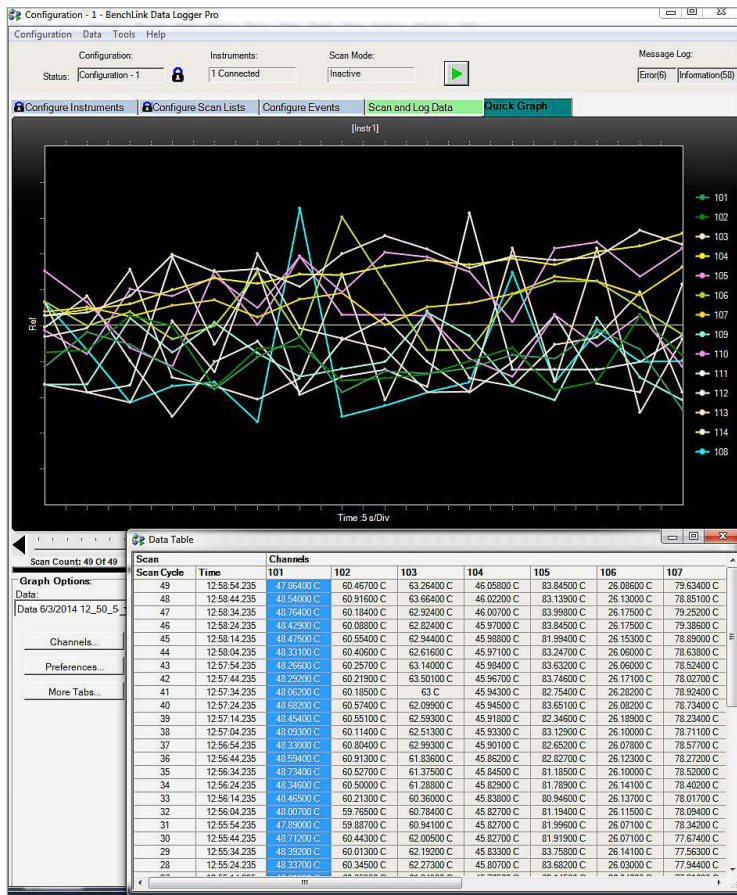 Configuration - 1 - BenchLink Data Logger Pro
Configuration Data Tools Help
Configuration: Instruments: Scan Mode: Message Log:
Status: Configuration - 1 1 Connected Inactive Error(6) Information(58)
Configure Instruments Configure Scan Lists Configure Events Scan and Log Data Quick Graph
[Instr1]
Ref
101
102
103
104
105
106
107
109
110
111
112
113
114
108
Time :5 s/Div
Scan Count: 49 Of 49
Graph Options:
Data:
Data 6/3/2014 12_50_5
Channels...
Preferences...
More Tabs...
Data Table
Scan Channels
Scan Cycle Time 101 102 103 104 105 106 107
49 12:58:54.235 47.86400 C 60.46700 C 63.26400 C 46.05800 C 83.84500 C 26.08600 C 79.63400 C
48 12:58:44.235 48.54000 C 60.91600 C 63.66400 C 46.02200 C 83.13900 C 26.13000 C 78.85100 C
47 12:58:34.235 48.76400 C 60.18400 C 62.92400 C 46.00700 C 83.99800 C 26.17500 C 79.25200 C
46 12:58:24.235 48.42900 C 60.08800 C 62.82400 C 45.97000 C 83.84500 C 26.17500 C 79.38600 C
45 12:58:14.235 48.47500 C 60.55400 C 62.94400 C 45.98800 C 81.99400 C 26.15300 C 78.89000 C
44 12:58:04.235 48.33100 C 60.40600 C 62.61600 C 45.97100 C 83.24700 C 26.06000 C 78.63800 C
43 12:57:54.235 48.26600 C 60.25700 C 63.14000 C 45.98400 C 83.63200 C 26.06000 C 78.52400 C
42 12:57:44.235 48.29200 C 60.21900 C 63.50100 C 45.96700 C 83.74600 C 26.17100 C 78.02700 C
41 12:57:34.235 48.06200 C 60.18500 C 63 C 45.94300 C 82.75400 C 26.28200 C 78.92400 C
40 12:57:24.235 48.68200 C 60.57400 C 62.09900 C 45.94500 C 83.65100 C 26.08200 C 78.73400 C
39 12:57:14.235 48.45400 C 60.55100 C 62.59300 C 45.91800 C 82.34600 C 26.18900 C 78.23400 C
38 12:57:04.235 48.09300 C 60.11400 C 62.51300 C 45.93300 C 83.12900 C 26.10000 C 78.71100 C
37 12:56:54.235 48.33000 C 60.80400 C 62.99300 C 45.90100 C 82.65200 C 26.07800 C 78.57700 C
36 12:56:44.235 48.59400 C 60.91300 C 61.83600 C 45.86200 C 82.82700 C 26.12300 C 78.27200 C
35 12:56:34.235 48.73400 C 60.52700 C 61.37500 C 45.84500 C 81.18500 C 26.10000 C 78.52000 C
34 12:56:24.235 48.34600 C 60.50000 C 61.28800 C 45.82900 C 81.78900 C 26.14100 C 78.40200 C
33 12:56:14.235 48.46500 C 60.21300 C 60.36000 C 45.83800 C 80.94600 C 26.13700 C 78.01700 C
32 12:56:04.235 48.00700 C 59.76500 C 60.78400 C 45.82700 C 81.19400 C 26.11500 C 78.09400 C
31 12:55:54.235 47.89000 C 59.88700 C 60.94100 C 45.82700 C 81.99600 C 26.07100 C 78.34200 C
30 12:55:44.235 48.71200 C 60.44300 C 62.00500 C 45.82700 C 81.91900 C 26.07100 C 77.67400 C
29 12:55:34.235 48.39200 C 60.01300 C 62.19200 C 45.83300 C 83.75800 C 26.14100 C 77.56300 C
28 12:55:24.235 48.33700 C 60.34500 C 62.27300 C 45.80700 C 83.68200 C 26.03000 C 77.94400 C